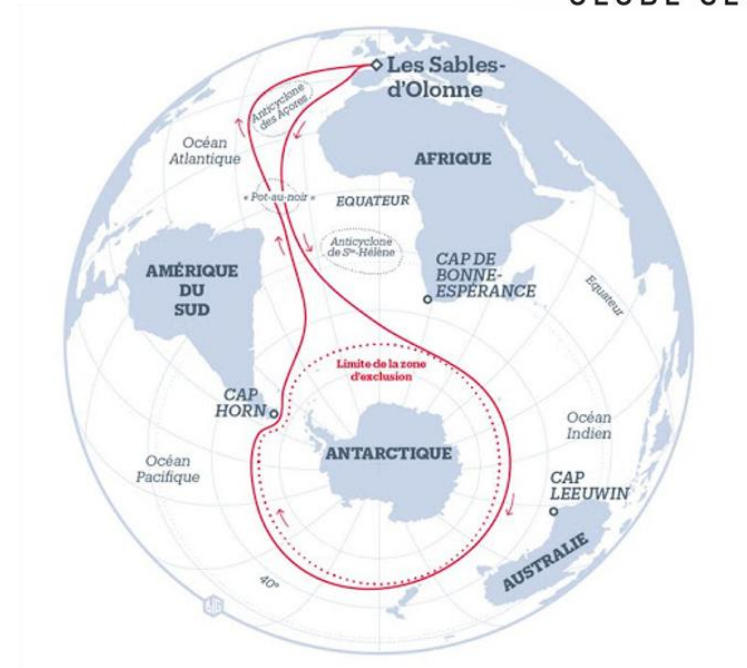 Les Sables-
d'Olonne
Anticyclone
des Açores
Océan
Atlantique
AFRIQUE
« Pot-au-noir »
EQUATEUR
Anticyclone
de Ste-Hélène
CAP DE
BONNE-
ESPÉRANCE
Equateur
AMÉRIQUE
DU
SUD
Limite de la zone
d'exclusion
CAP
HORN
Océan
Indien
ANTARCTIQUE
Océan
Pacifique
CAP
LEEUWIN
AUSTRALIE
40°